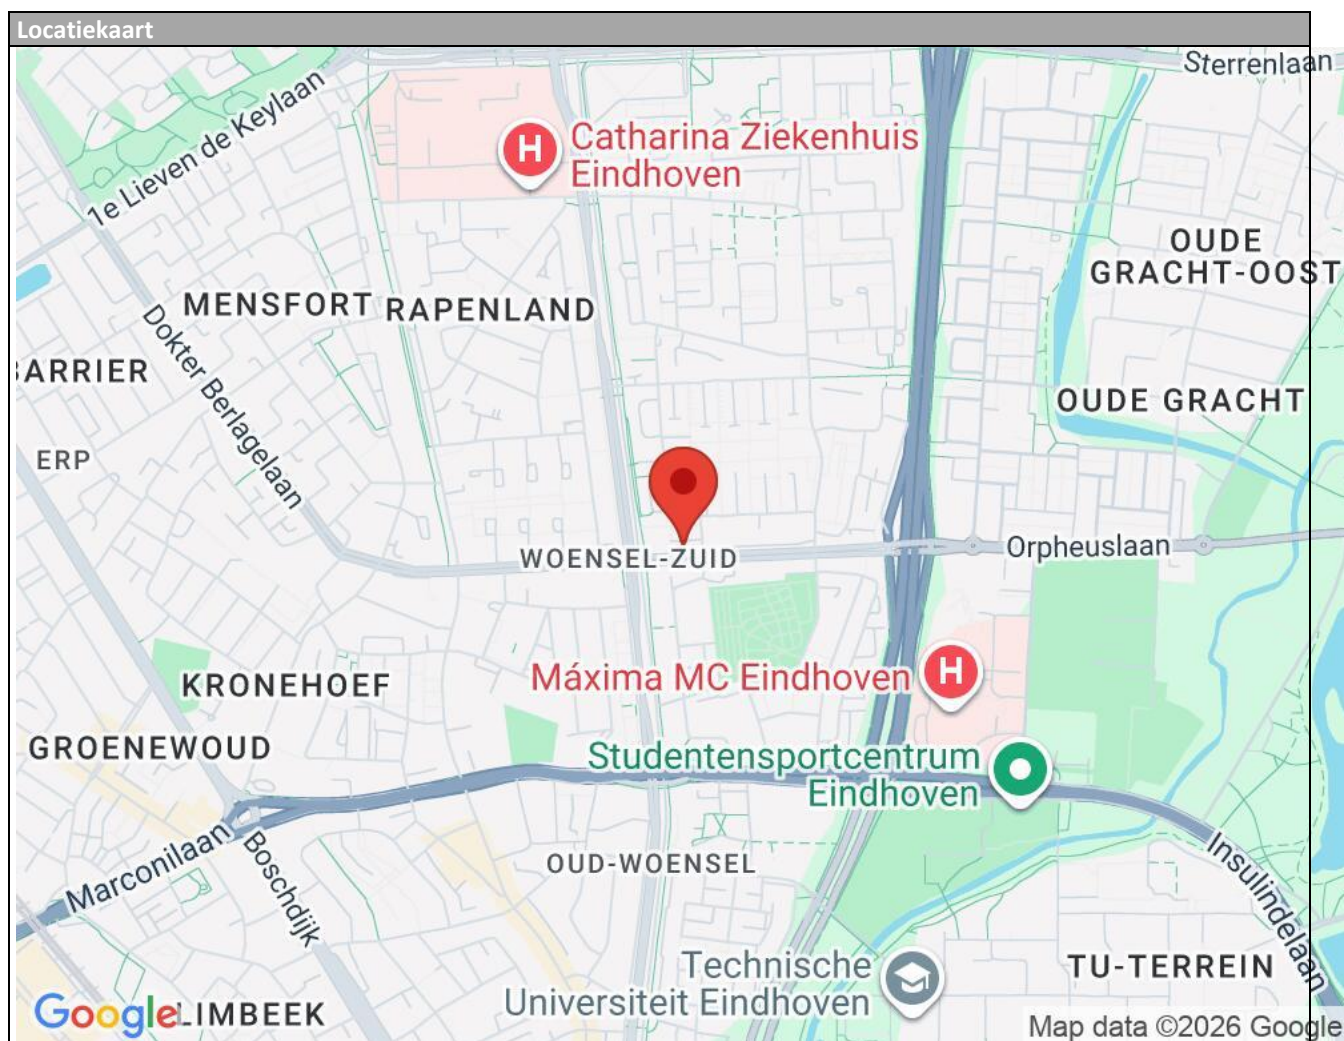 Locatiekaart
Sterrenlaan
1e Lieven de Keylaan
Catharina Ziekenhuis
Eindhoven
OUDE
GRACHT-OOST
MENSFORT
RAPENLAND
Dokter Berlagelaan
BARRIER
OUDE GRACHT
ERP
WOENSEL-ZUID
Orpheuslaan
Máxima MC Eindhoven
KRONEHOEF
GROENEWOUD
Studentensportcentrum
Eindhoven
Marconilaan
Boschdijk
OUD-WOENSEL
Insulindelaan
Technische
Universiteit Eindhoven
TU-TERREIN
Google
LIMBEEK
Map data ©2026 Google